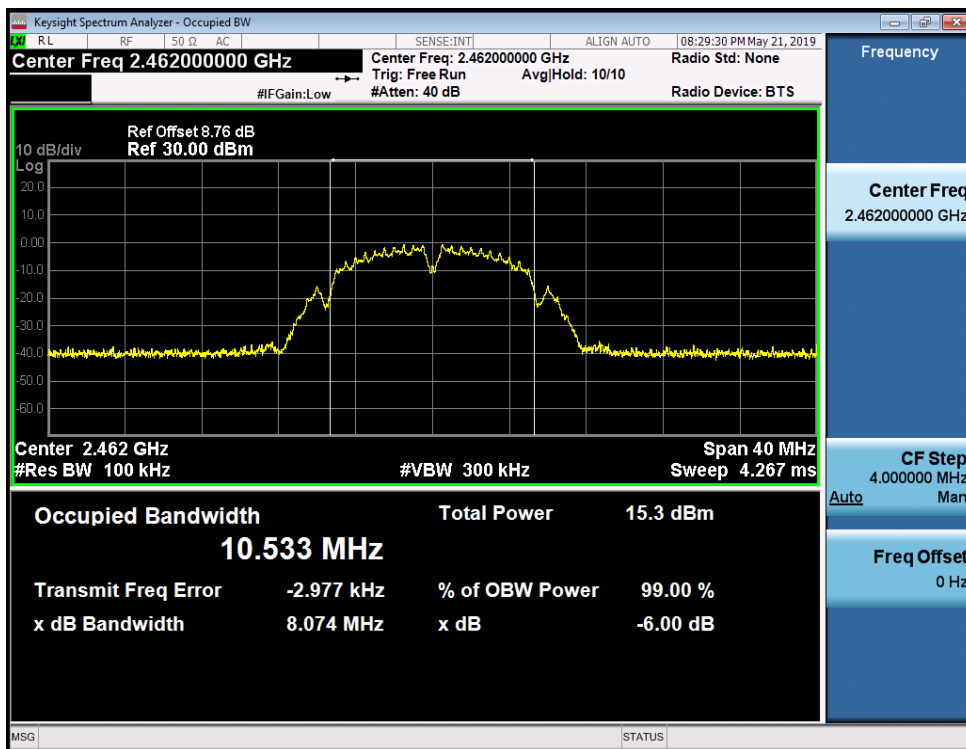 Keysight Spectrum Analyzer - Occupied BW
LXI RL RF 50 Ω AC SENSE:INT ALIGN AUTO 08:29:30 PM May 21, 2019
Center Freq 2.462000000 GHz
Center Freq: 2.462000000 GHz Radio Std: None
Trig: Free Run Avg|Hold: 10/10
#IFGain:Low #Atten: 40 dB Radio Device: BTS
Frequency
Ref Offset 8.76 dB
10 dB/div Ref 30.00 dBm
Log
20.0
10.0
0.00
-10.0
-20.0
-30.0
-40.0
-50.0
-60.0
Center 2.462 GHz Span 40 MHz
#Res BW 100 kHz #VBW 300 kHz Sweep 4.267 ms
Center Freq
2.462000000 GHz
CF Step
4.000000 MHz
Auto Man
Freq Offset
0 Hz
Occupied Bandwidth Total Power 15.3 dBm
10.533 MHz
Transmit Freq Error -2.977 kHz % of OBW Power 99.00 %
x dB Bandwidth 8.074 MHz x dB -6.00 dB
MSG STATUS